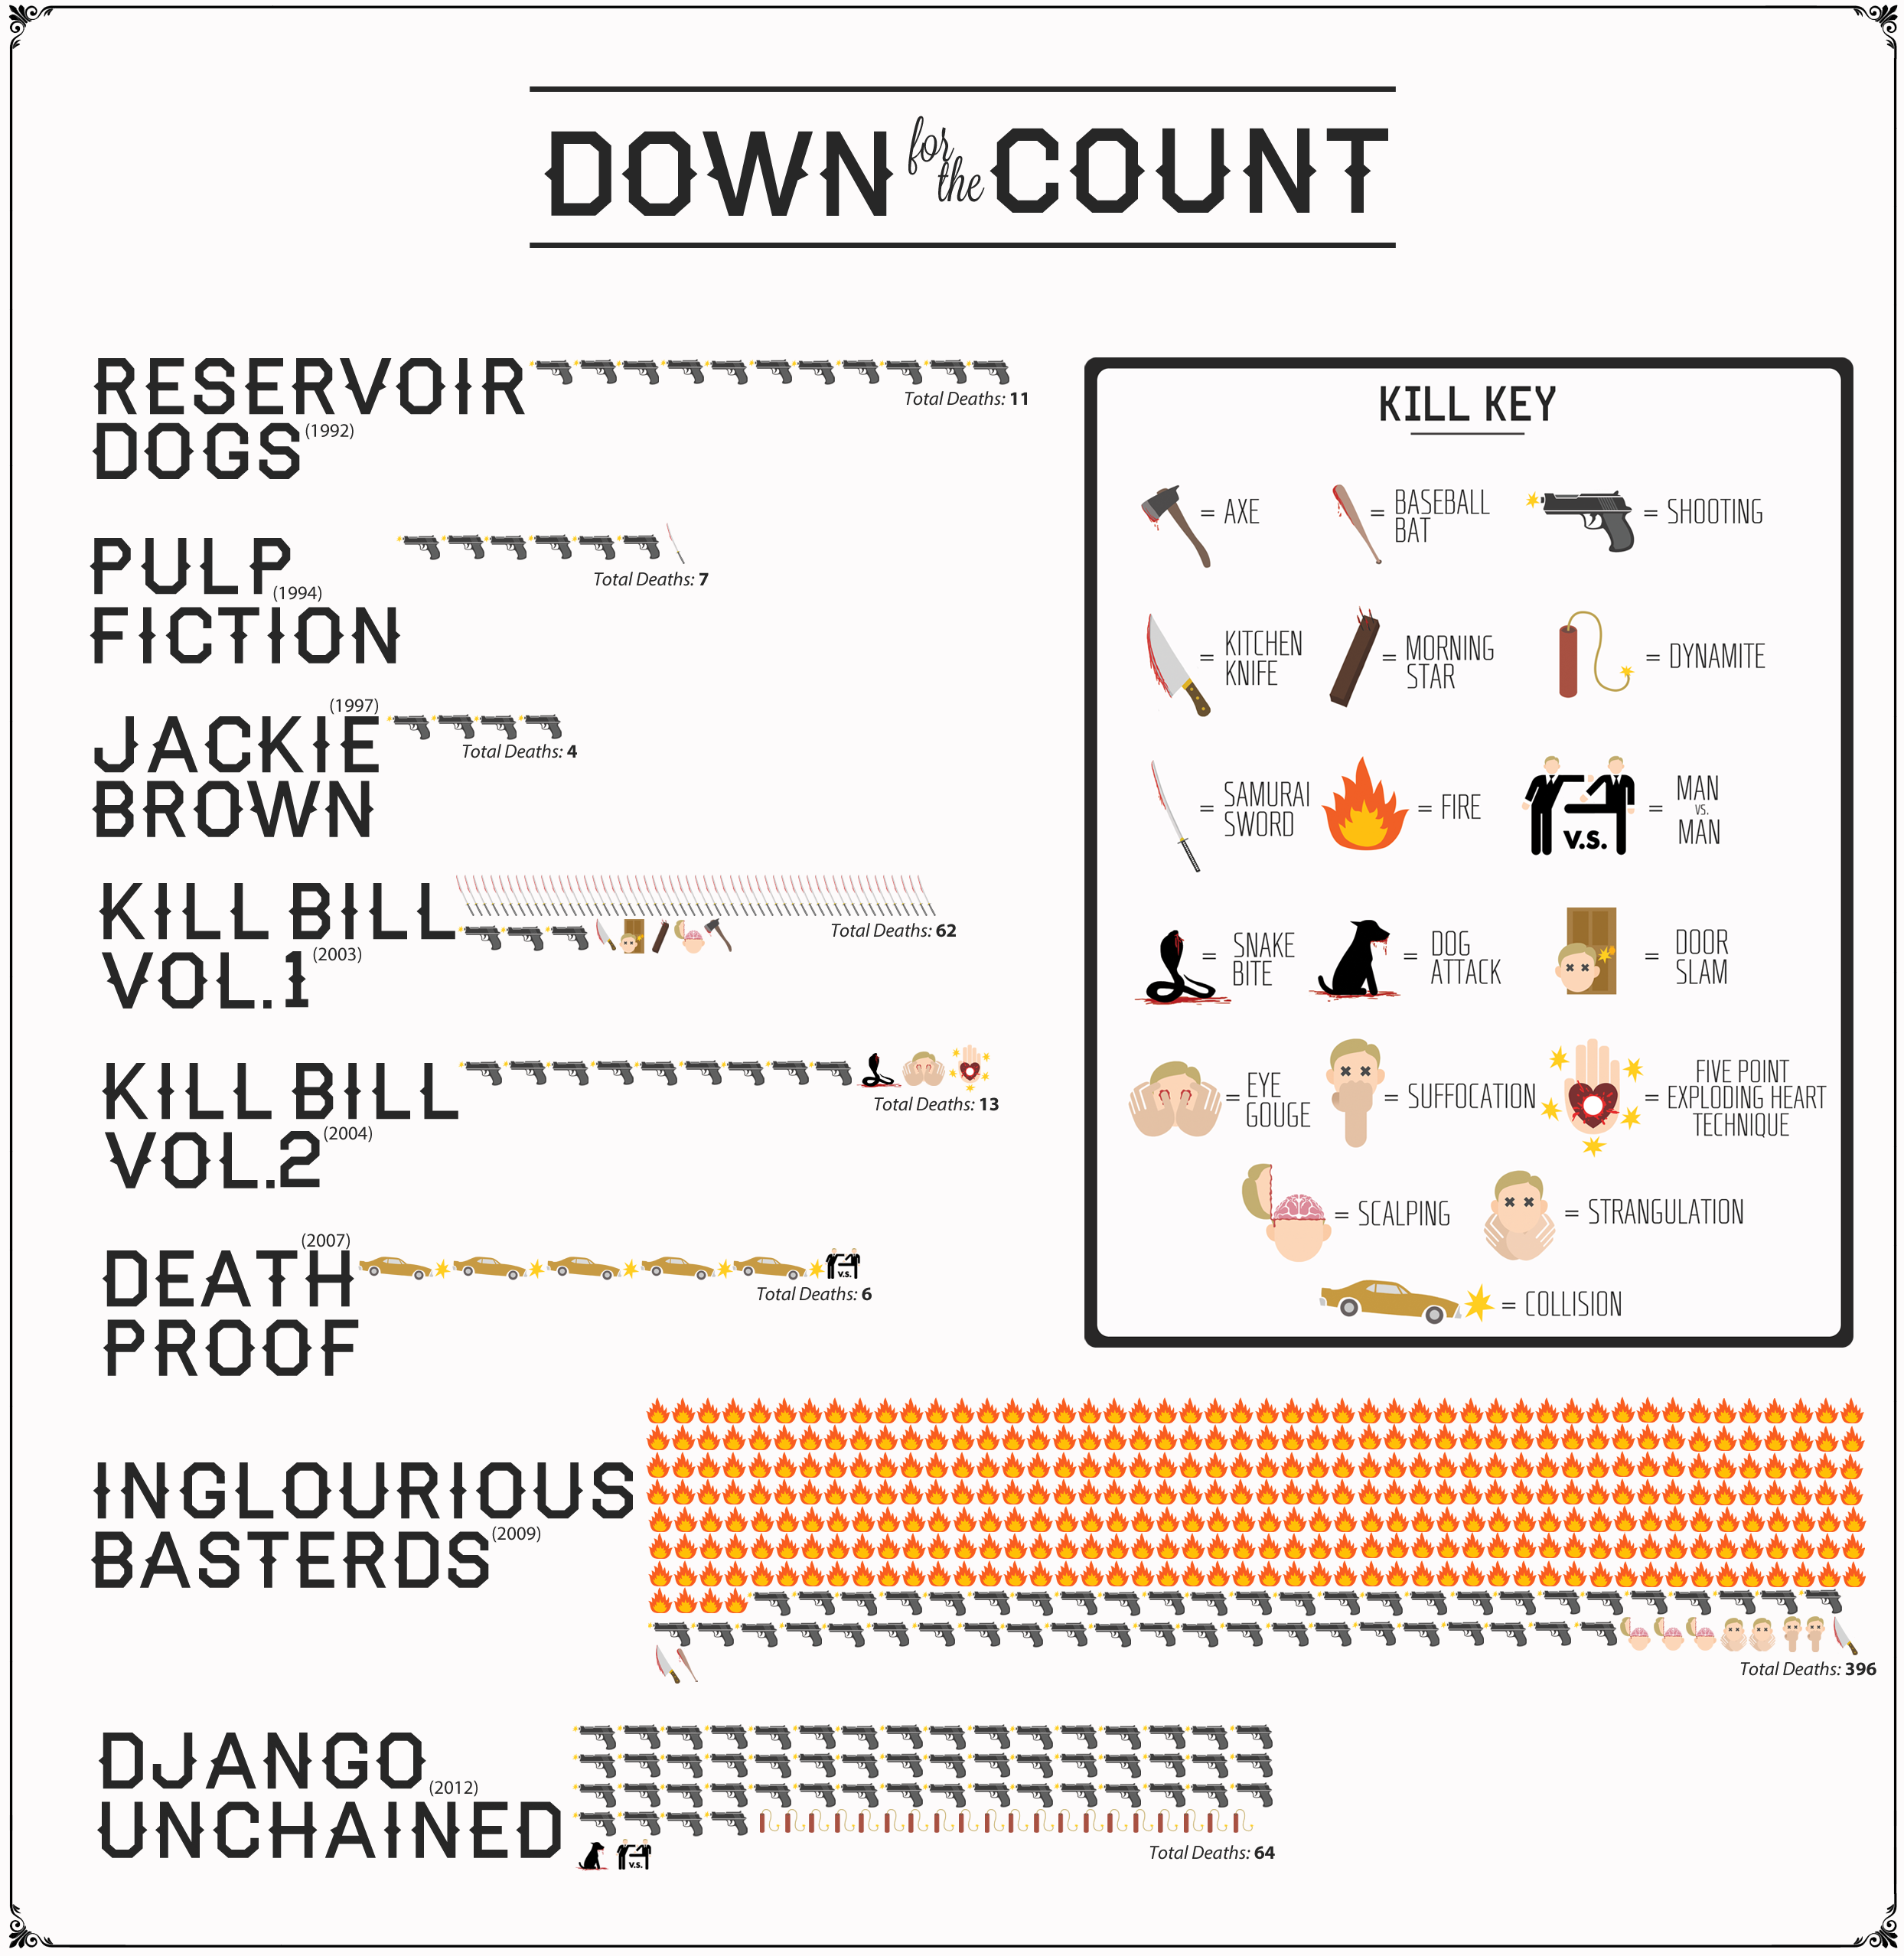 DOWN for the COUNT
RESERVOIR
DOGS (1992)
Total Deaths: 11
PULP
(1994)
FICTION
Total Deaths: 7
(1997)
JACKIE
BROWN
Total Deaths: 4
KILL BILL
VOL.1 (2003)
Total Deaths: 62
KILL BILL
VOL.2 (2004)
Total Deaths: 13
(2007)
DEATH
PROOF
Total Deaths: 6
KILL KEY
= AXE
= BASEBALL
BAT
= SHOOTING
= KITCHEN
KNIFE
= MORNING
STAR
= DYNAMITE
= SAMURAI
SWORD
= FIRE
V.S.
= MAN
VS.
MAN
= SNAKE
BITE
= DOG
ATTACK
= DOOR
SLAM
= EYE
GOUGE
= SUFFOCATION
= FIVE POINT
EXPLODING HEART
TECHNIQUE
= SCALPING
= STRANGULATION
= COLLISION
V.S.
INGLOURIOUS
BASTERDS (2009)
Total Deaths: 396
DJANGO
(2012)
UNCHAINED
V.S.
Total Deaths: 64